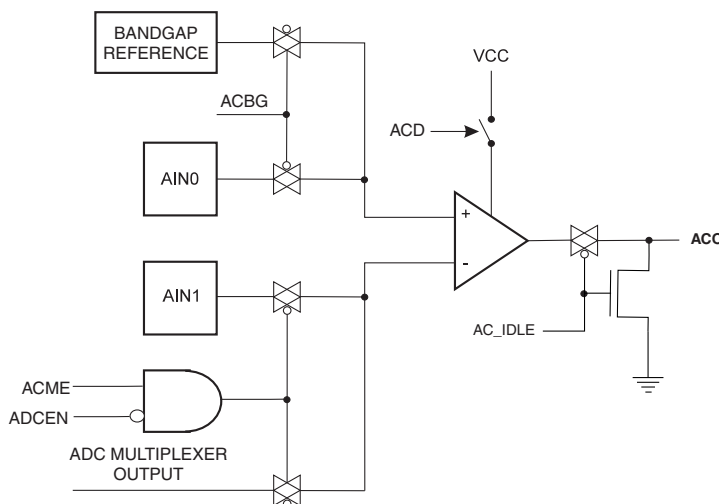 BANDGAP
REFERENCE
VCC
ACBG
ACD
AIN0
+
-
ACO
AIN1
AC_IDLE
ACME
ADCEN
ADC MULTIPLEXER
OUTPUT